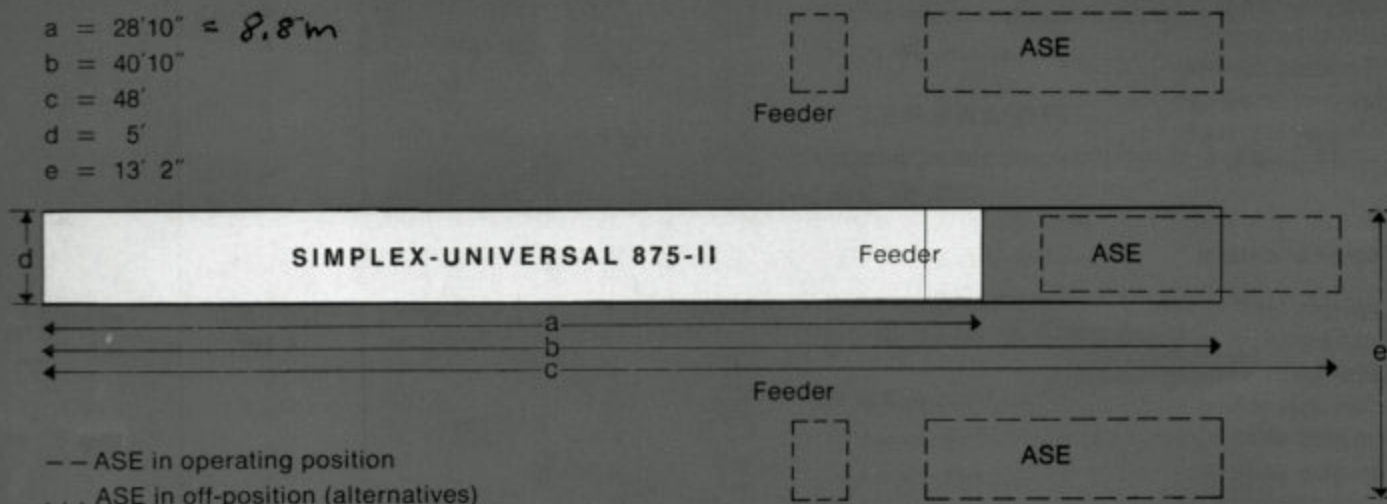 a = 28'10" = 8.8m
b = 40'10"
c = 48'
d = 5'
e = 13' 2"
ASE
Feeder
d
SIMPLEX-UNIVERSAL 875-II
Feeder
ASE
a
b
c
e
Feeder
ASE
-- ASE in operating position
... ASE in off-position (alternatives)